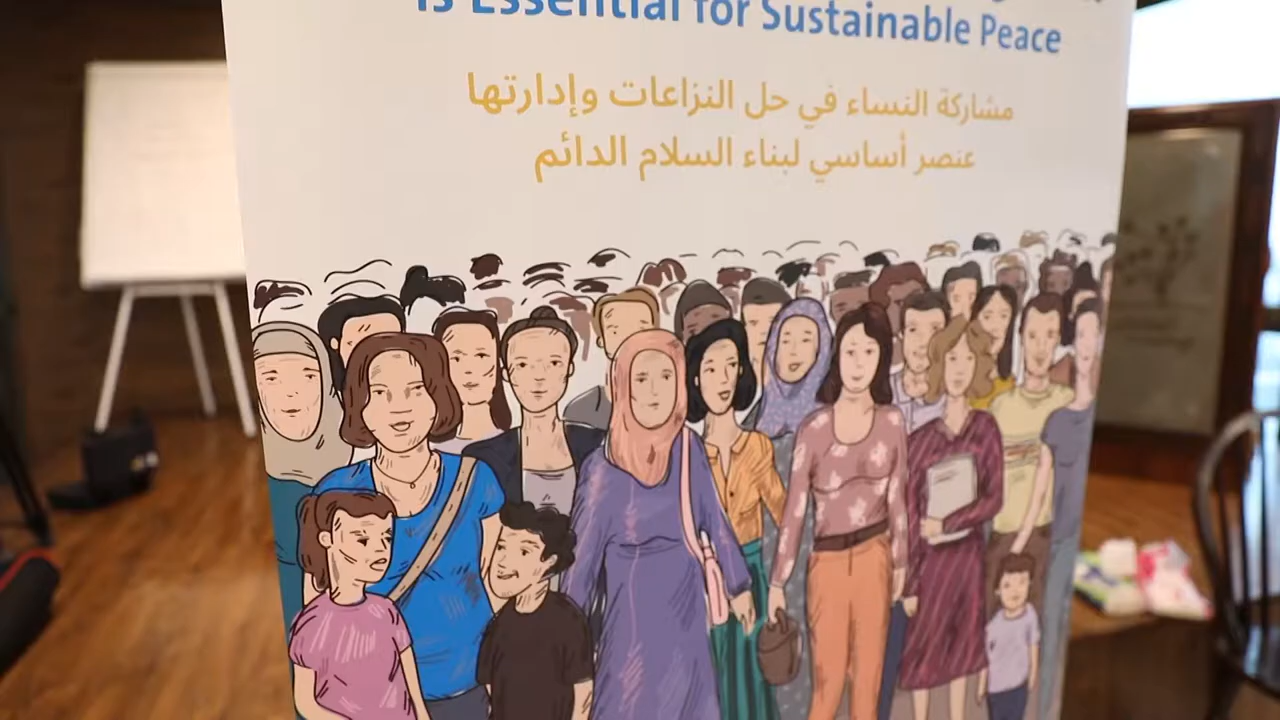 is Essential for Sustainable Peace
مشاركة النساء في حل النزاعات وإدارتها
عنصر أساسي لبناء السلام الدائم